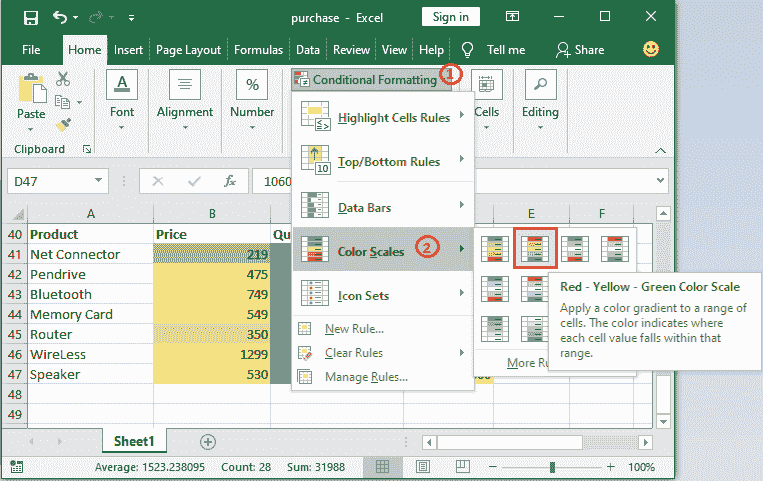 purchase - Excel
Sign in
File Home Insert Page Layout Formulas Data Review View Help Tell me Share
Conditional Formatting 1
Paste
Font
Alignment
Number
Cells
Editing
Clipboard
Highlight Cells Rules
Top/Bottom Rules
10
Data Bars
Color Scales 2
Icon Sets
New Rule...
Clear Rules
Manage Rules...
More Ru
Red - Yellow - Green Color Scale
Apply a color gradient to a range of
cells. The color indicates where
each cell value falls within that
range.
D47 fx 1060
A B E F
40 Product Price Qu
41 Net Connector 219
42 Pendrive 475
43 Bluetooth 749
44 Memory Card 549
45 Router 350
46 WireLess 1299
47 Speaker 530
48
49
Sheet1
Average: 1523.238095 Count: 28 Sum: 31988 100%